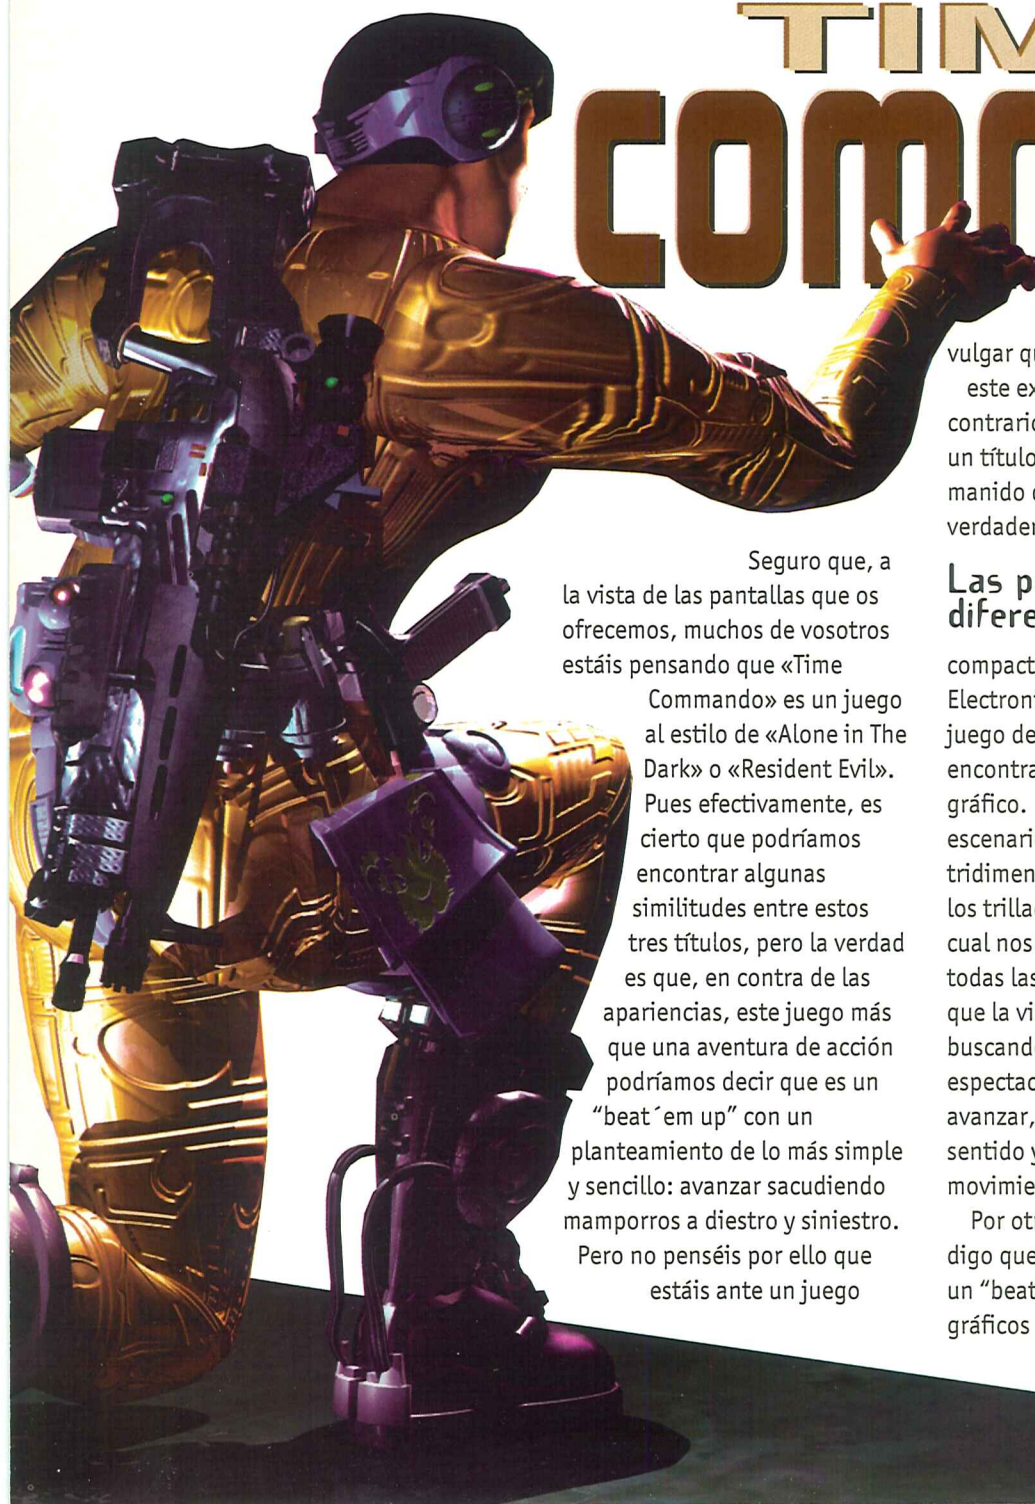 TIM
COMM
Seguro que, a
la vista de las pantallas que os
ofrecemos, muchos de vosotros
estáis pensando que «Time
Commando» es un juego
al estilo de «Alone in The
Dark» o «Resident Evil».
Pues efectivamente, es
cierto que podríamos
encontrar algunas
similitudes entre estos
tres títulos, pero la verdad
es que, en contra de las
apariencias, este juego más
que una aventura de acción
podríamos decir que es un
"beat´em up" con un
planteamiento de lo más simple
y sencillo: avanzar sacudiendo
mamporros a diestro y siniestro.
Pero no penséis por ello que
estáis ante un juego
vulgar qu
este ex
contrario
un título
manido
verdader
Las p
difere
compact
Electron
juego de
encontra
gráfico.
escenari
tridimen
los trilla
cual nos
todas las
que la vi
buscand
espectac
avanzar,
sentido y
movimie
Por ot
digo que
un "beat
gráficos